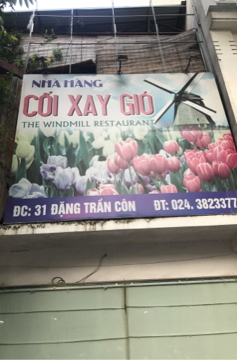 NHÀ HÀNG
CỐI XAY GIÓ
THE WINDMILL RESTAURANT
ĐC: 31 ĐẶNG TRẦN CÔN ĐT: 024. 3823377